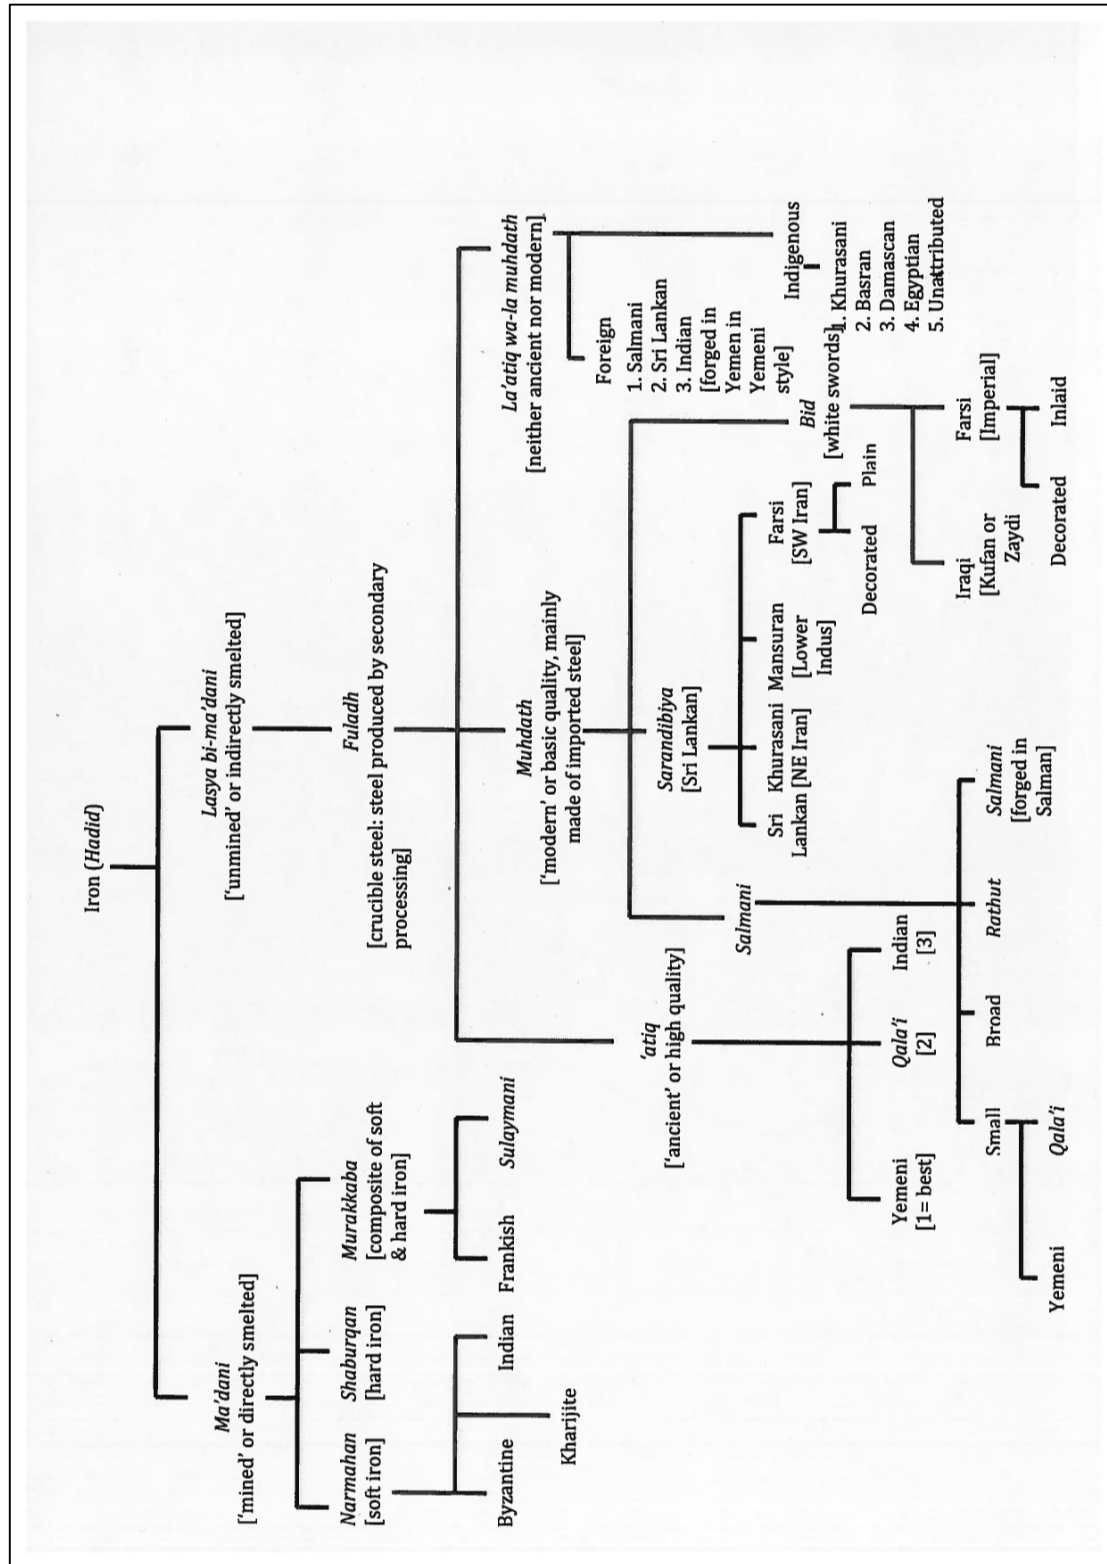 Iron (Hadid)
Ma'dani
['mined' or directly smelted]
Lasya bi-ma'dani
['unmined' or indirectly smelted]
Narmahan
[soft iron]
Shaburqan
[hard iron]
Murakkaba
[composite of soft
& hard iron]
Fuladh
[crucible steel: steel produced by secondary
processing]
Byzantine
Kharijite
Indian
Frankish
Sulaymani
'atiq
['ancient' or high quality]
Muhdath
['modern' or basic quality, mainly
made of imported steel]
La'atiq wa-la muhdath
[neither ancient nor modern]
Yemeni
[1= best]
Qala'i
[2]
Indian
[3]
Salmani
Sarandibiya
[Sri Lankan]
Bid
[white swords]
Foreign
1. Salmani
2. Sri Lankan
3. Indian
[forged in
Yemen in
Yemeni
style]
Indigenous
1. Khurasani
2. Basran
3. Damascan
4. Egyptian
5. Unattributed
Small
Broad
Rathut
Salmani
[forged in
Salman]
Yemeni
Qala'i
Sri
Lankan
Khurasani
[NE Iran]
Mansuran
[Lower
Indus]
Farsi
[SW Iran]
Decorated
Plain
Iraqi
[Kufan or
Zaydi
Farsi
[Imperial]
Decorated
Inlaid